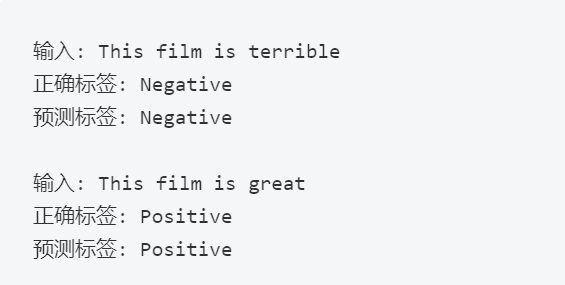 输入: This film is terrible
正确标签: Negative
预测标签: Negative
输入: This film is great
正确标签: Positive
预测标签: Positive